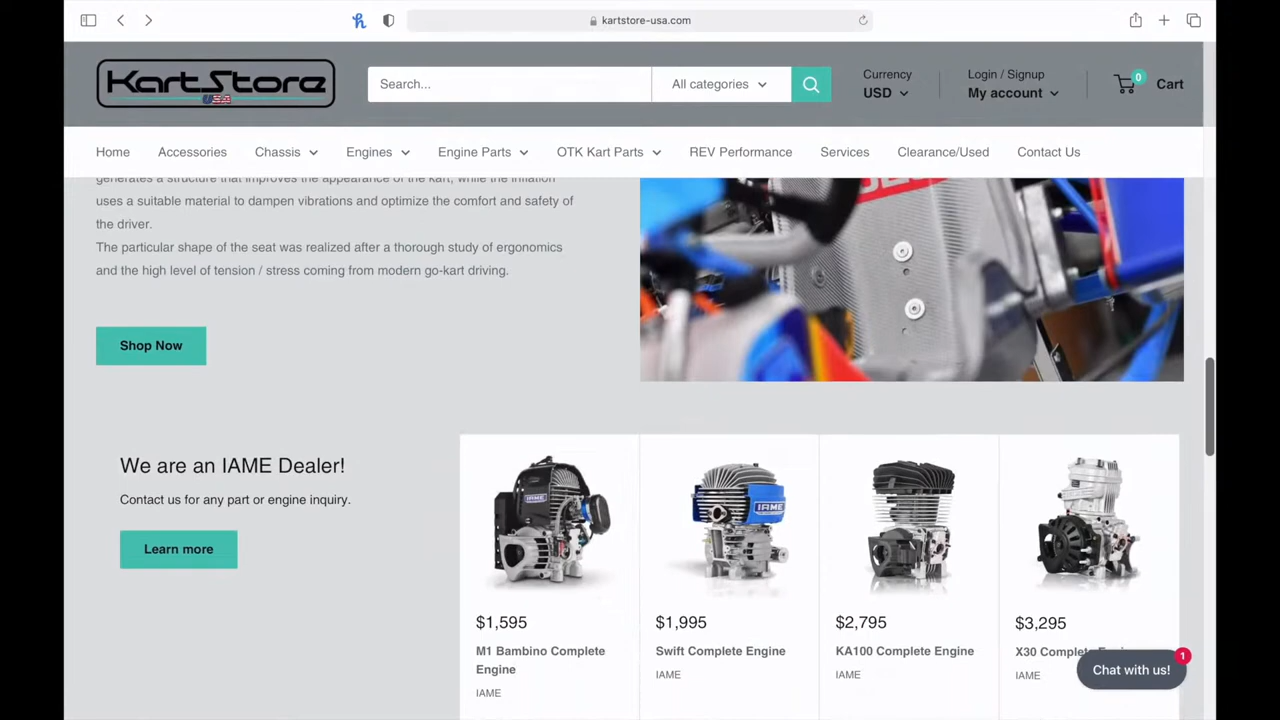 kartstore-usa.com
KartStore
USA
Search...
All categories
Currency
USD
Login / Signup
My account
0
Cart
Home
Accessories
Chassis
Engines
Engine Parts
OTK Kart Parts
REV Performance
Services
Clearance/Used
Contact Us
generates a structure that improves the appearance of the kart, while the inflation
uses a suitable material to dampen vibrations and optimize the comfort and safety of
the driver.
The particular shape of the seat was realized after a thorough study of ergonomics
and the high level of tension / stress coming from modern go-kart driving.
Shop Now
We are an IAME Dealer!
Contact us for any part or engine inquiry.
Learn more
IAME
IAME
$1,595
M1 Bambino Complete
Engine
IAME
$1,995
Swift Complete Engine
IAME
$2,795
KA100 Complete Engine
IAME
$3,295
X30 Complete Engine
IAME
Chat with us!
1